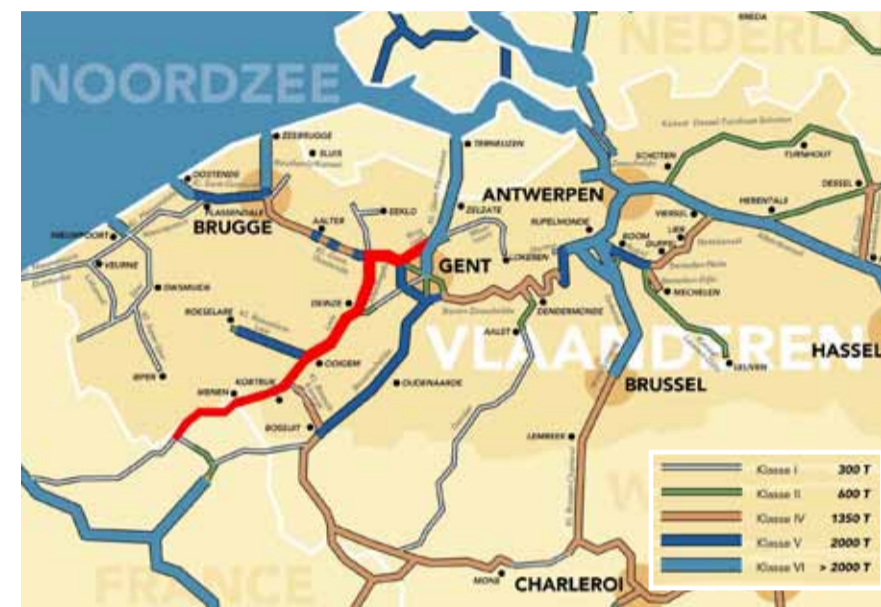 BREDA
NEDERLA
NOORDZEE
ZEEBRUGGE
SLUIS
TERNEUZEN
SCHOTEN
TURNHOUT
OOSTENDE
DESSEL
ANTWERPEN
EEKLO
ZELZATE
VIERSEL
HERENTALS
PLASSENDALE
AALTER
RUPELMONDE
LIER
BRUGGE
BOOM
DUFFEL
NIEUWPOORT
GENT
LOKEREN
VEURNE
MECHELEN
DIKSMUIDE
DEINZE
DENDERMONDE
ROESELARE
AALST
VLAANDEREN
HASSEL
LEUVEN
OOIGEM
IEPER
MENEN
KORTRIJK
OUDENAARDE
BRUSSEL
BOSSUIT
LEMBEEK
Klasse I 300 T
Klasse II 600 T
W
Klasse IV 1350 T
Klasse V 2000 T
Klasse VI > 2000 T
FRANCE
MONS
CHARLEROI